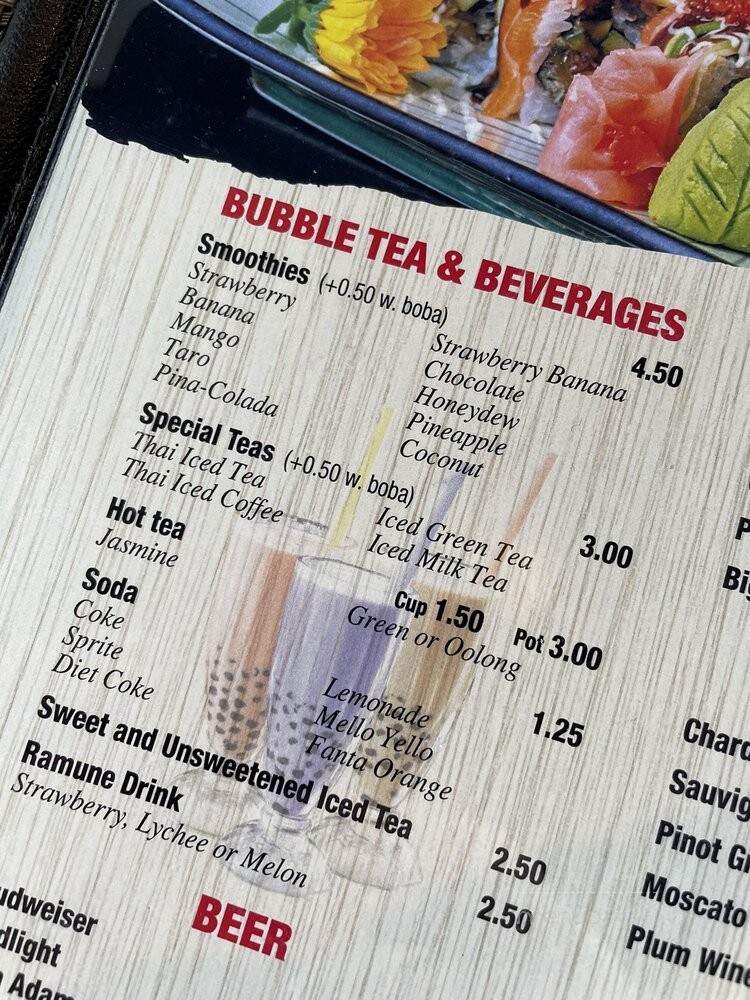 BUBBLE TEA & BEVERAGES
Smoothies (+0.50 w. boba) 4.50
Strawberry
Banana
Mango
Taro
Pina-Colada
Strawberry Banana
Chocolate
Honeydew
Pineapple
Coconut
Special Teas (+0.50 w. boba) 3.00
Thai Iced Tea
Thai Iced Coffee
Iced Green Tea
Iced Milk Tea
Hot tea Cup 1.50 Pot 3.00
Jasmine
Green or Oolong
Soda 1.25
Coke
Sprite
Diet Coke
Lemonade
Mello Yello
Fanta Orange
Sweet and Unsweetened Iced Tea 2.50
Ramune Drink 2.50
Strawberry, Lychee or Melon
BEER
Moscato
Plum Wine